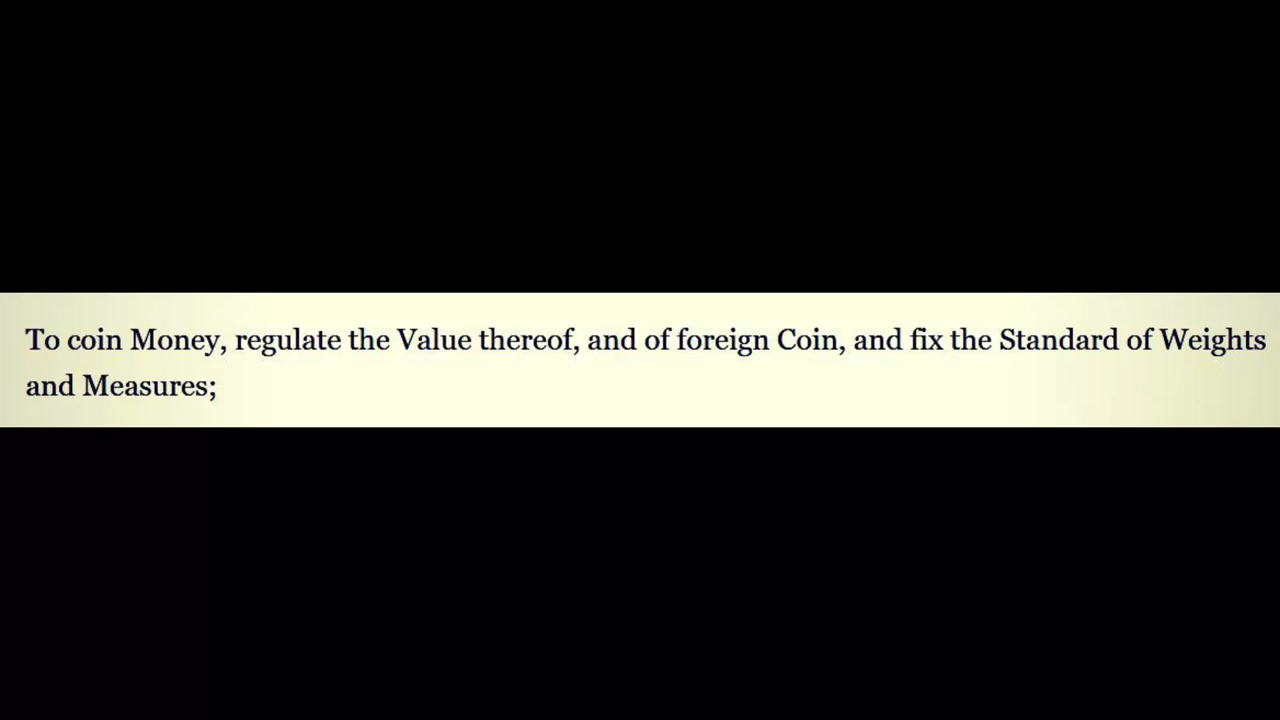 To coin Money, regulate the Value thereof, and of foreign Coin, and fix the Standard of Weights
and Measures;